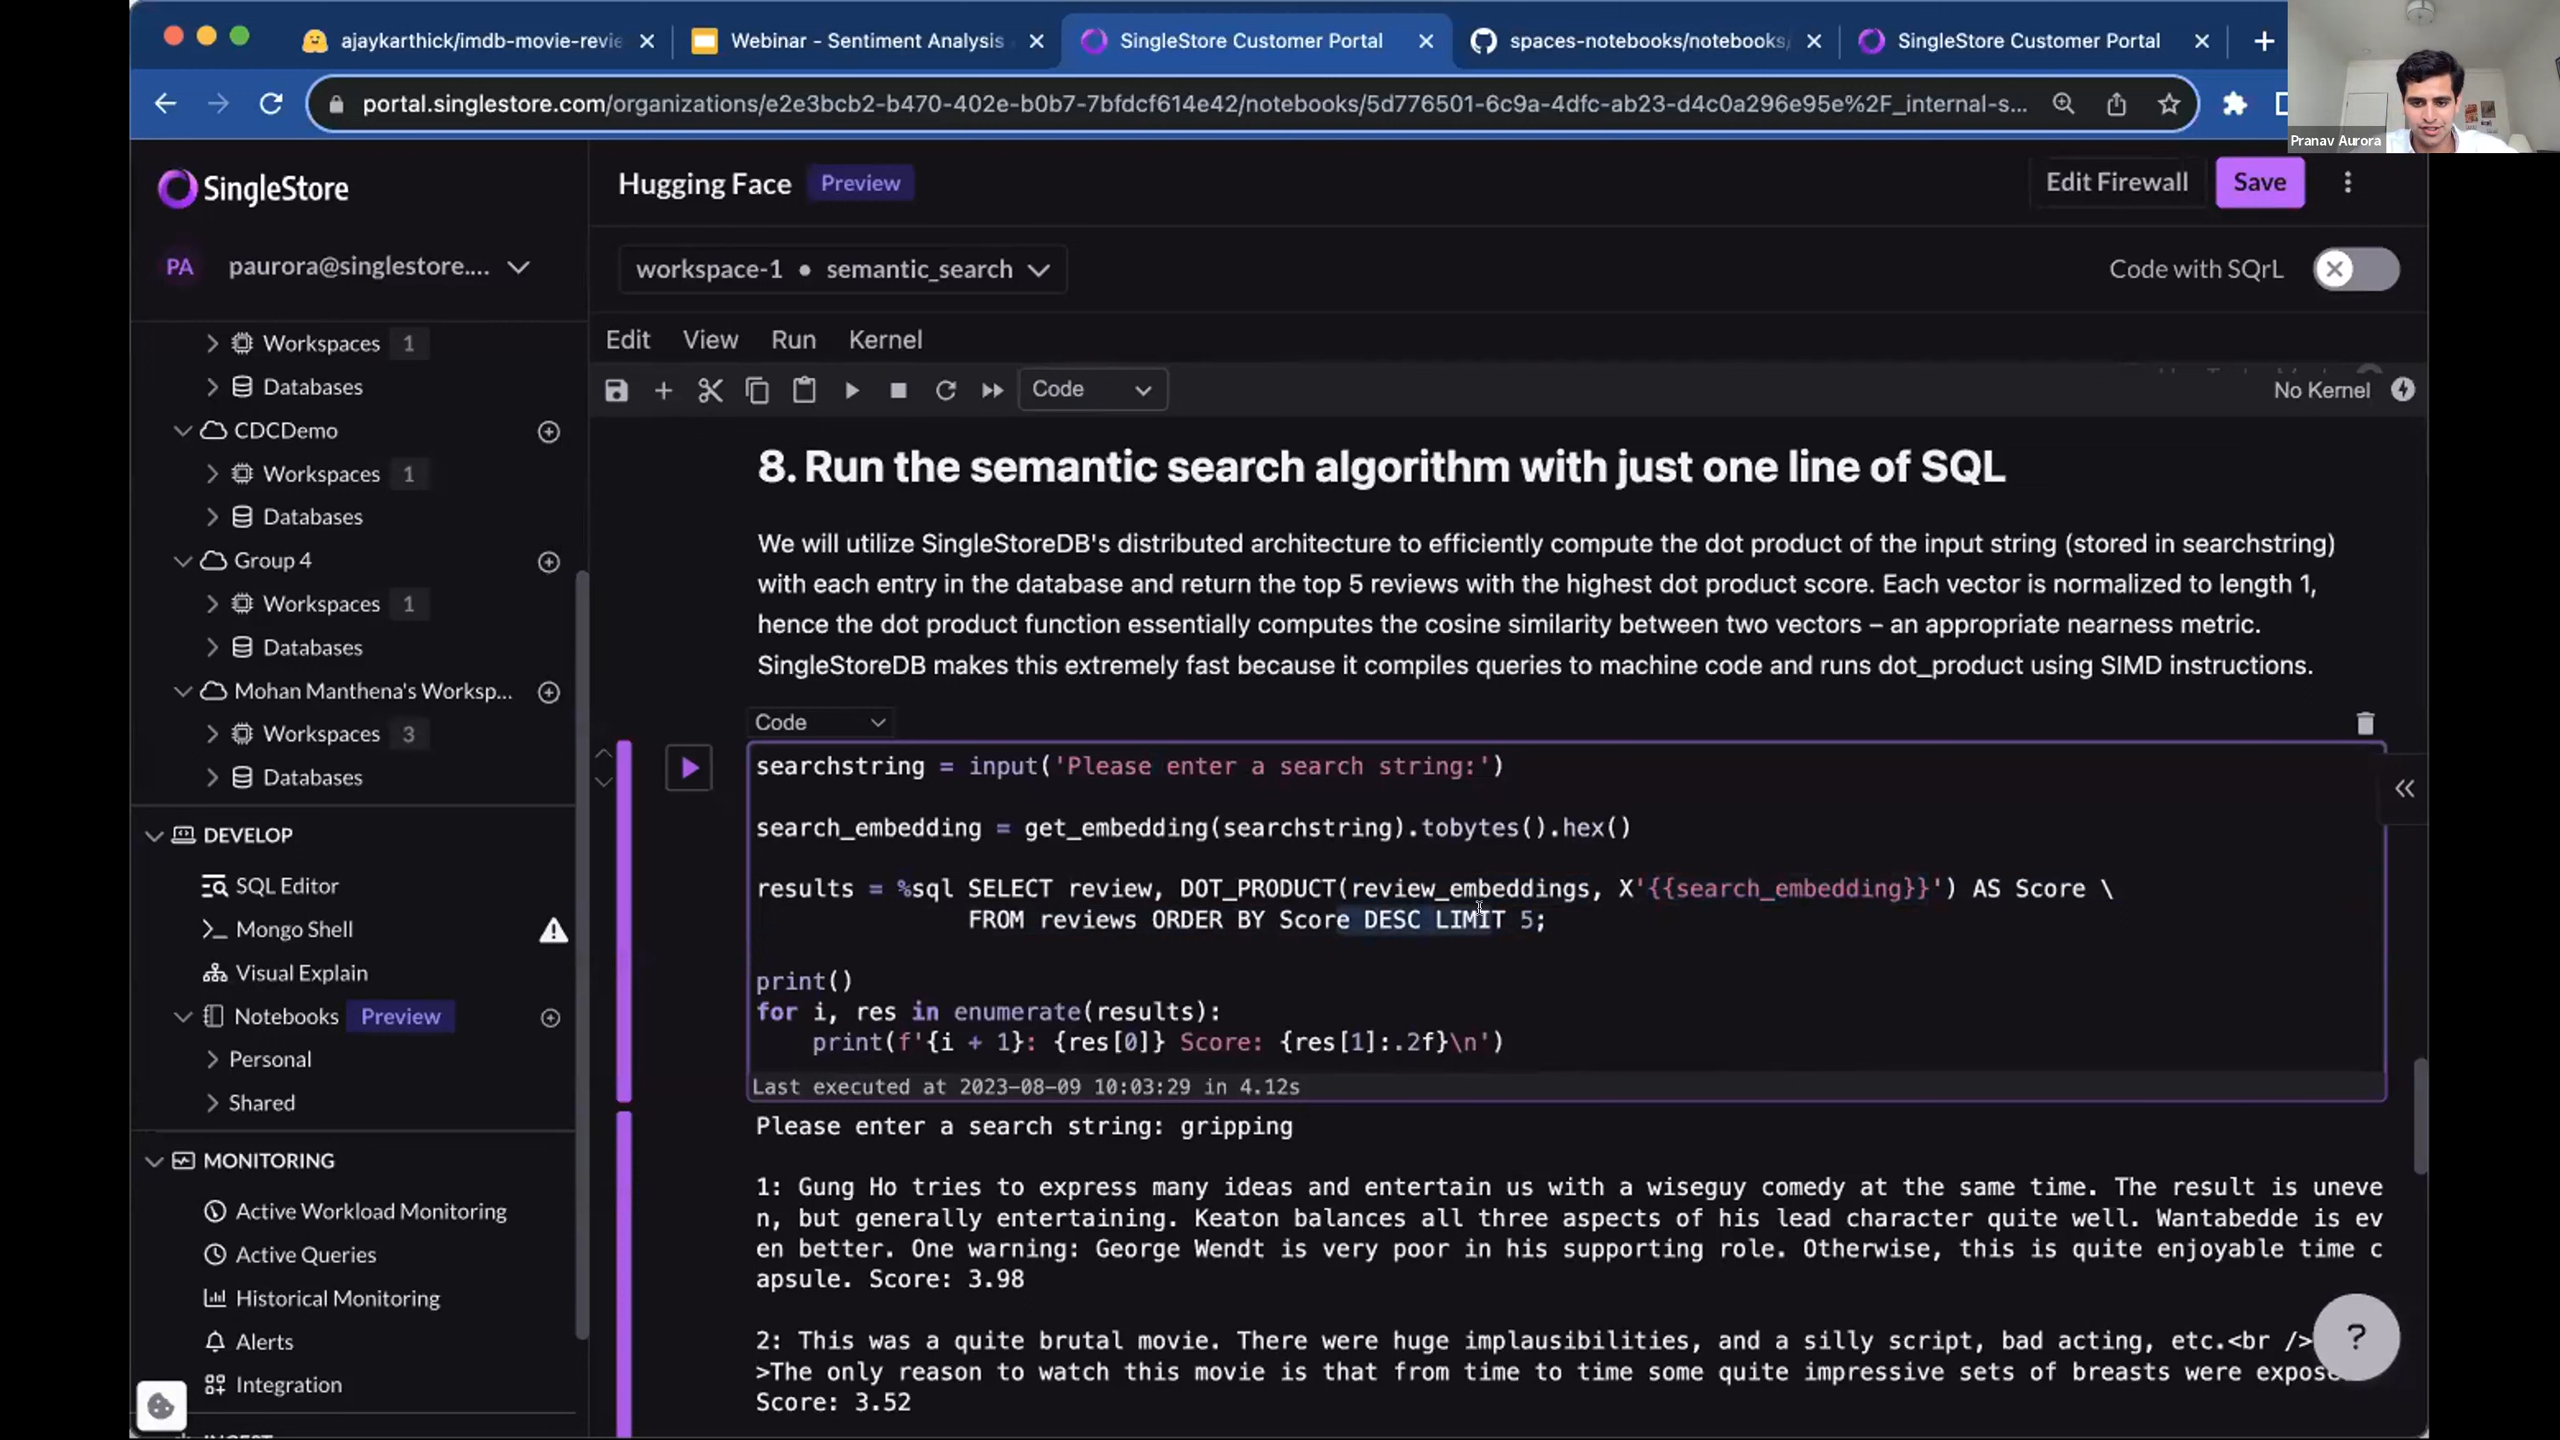 ajaykarthick/imdb-movie-revie
Webinar - Sentiment Analysis
SingleStore Customer Portal
spaces-notebooks/notebooks/
SingleStore Customer Portal
portal.singlestore.com/organizations/e2e3bcb2-b470-402e-b0b7-7bfdcf614e42/notebooks/5d776501-6c9a-4dfc-ab23-d4c0a296e95e%2F_internal-s...
Pranav Aurora
SingleStore
Hugging Face Preview
Edit Firewall
Save
PA paurora@singlestore....
workspace-1 • semantic_search
Code with SQrL
Workspaces 1
Databases
CDCDemo
Workspaces 1
Databases
Group 4
Workspaces 1
Databases
Mohan Manthena's Worksp...
Workspaces 3
Databases
DEVELOP
SQL Editor
Mongo Shell
Visual Explain
Notebooks Preview
Personal
Shared
MONITORING
Active Workload Monitoring
Active Queries
Historical Monitoring
Alerts
Integration
Edit View Run Kernel
Code
No Kernel
8. Run the semantic search algorithm with just one line of SQL
We will utilize SingleStoreDB's distributed architecture to efficiently compute the dot product of the input string (stored in searchstring)
with each entry in the database and return the top 5 reviews with the highest dot product score. Each vector is normalized to length 1,
hence the dot product function essentially computes the cosine similarity between two vectors – an appropriate nearness metric.
SingleStoreDB makes this extremely fast because it compiles queries to machine code and runs dot_product using SIMD instructions.
Code
searchstring = input('Please enter a search string:')
search_embedding = get_embedding(searchstring).tobytes().hex()
results = %sql SELECT review, DOT_PRODUCT(review_embeddings, X'{{search_embedding}}') AS Score \
FROM reviews ORDER BY Score DESC LIMIT 5;
print()
for i, res in enumerate(results):
print(f'{i + 1}: {res[0]} Score: {res[1]:.2f}\n')
Last executed at 2023-08-09 10:03:29 in 4.12s
Please enter a search string: gripping
1: Gung Ho tries to express many ideas and entertain us with a wiseguy comedy at the same time. The result is uneve
n, but generally entertaining. Keaton balances all three aspects of his lead character quite well. Wantabedde is ev
en better. One warning: George Wendt is very poor in his supporting role. Otherwise, this is quite enjoyable time c
apsule. Score: 3.98
2: This was a quite brutal movie. There were huge implausibilities, and a silly script, bad acting, etc.<br />
>The only reason to watch this movie is that from time to time some quite impressive sets of breasts were expos
Score: 3.52
?